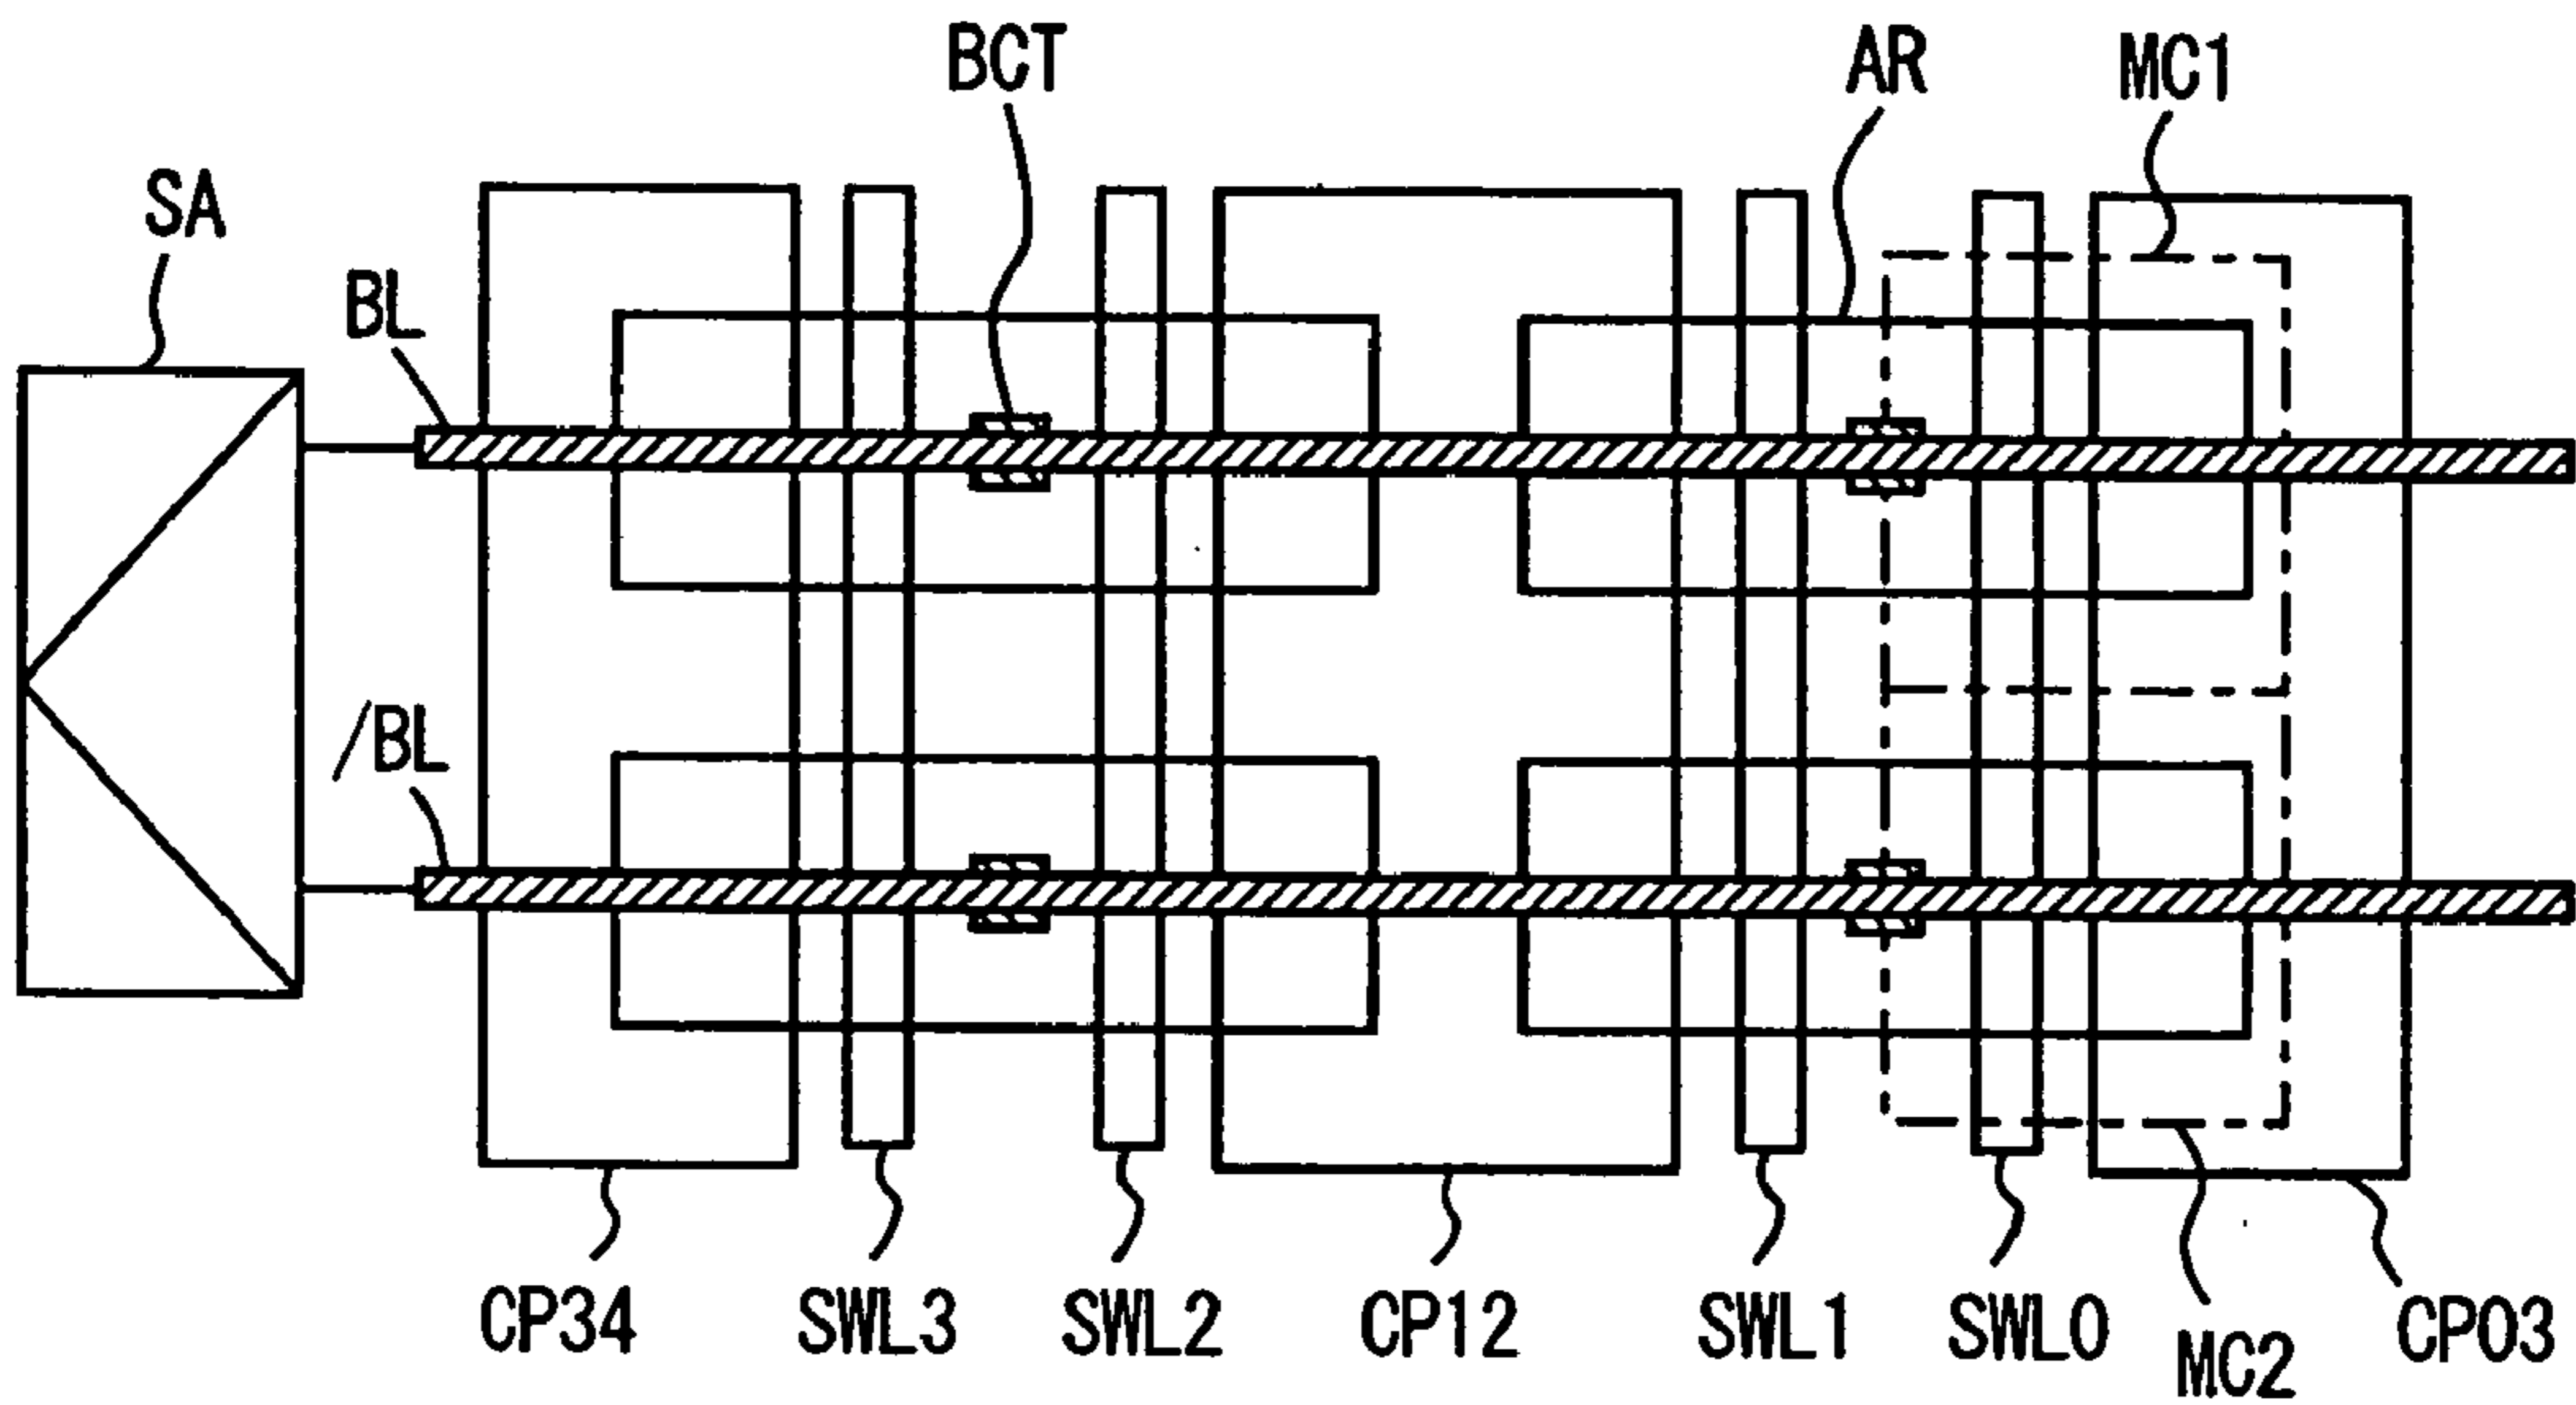 BCT
AR
MC1
SA
BL
/BL
CP34
SWL3
SWL2
CP12
SWL1
SWL0
MC2
CP03